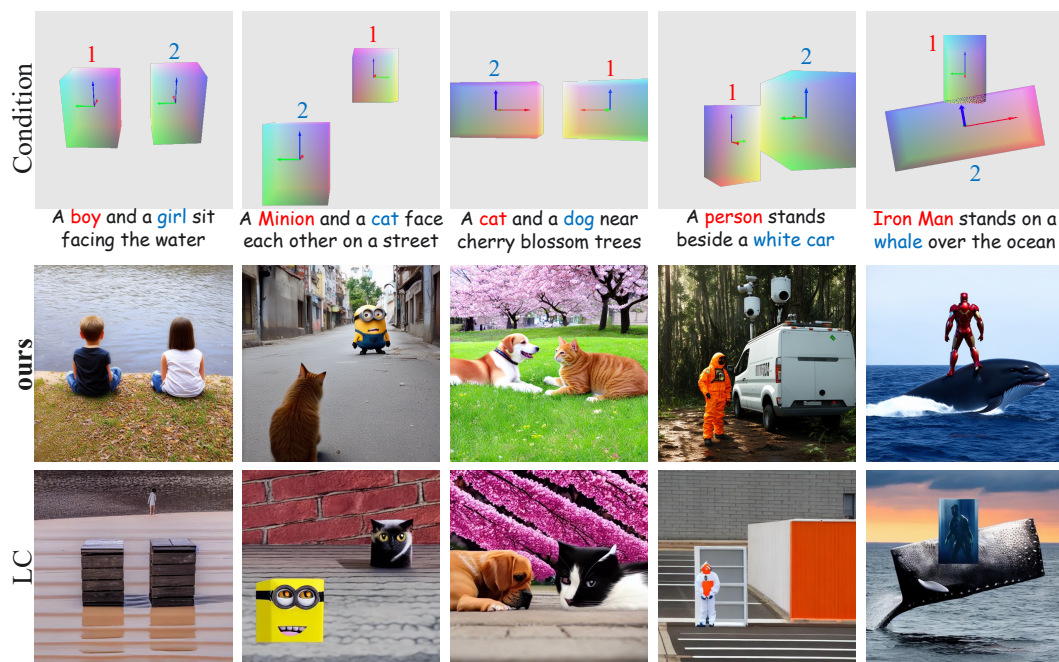 Condition
1
2
1
2
2
1
1
2
1
2
A boy and a girl sit
facing the water
A Minion and a cat face
each other on a street
A cat and a dog near
cherry blossom trees
A person stands
beside a white car
Iron Man stands on a
whale over the ocean
ours
LC